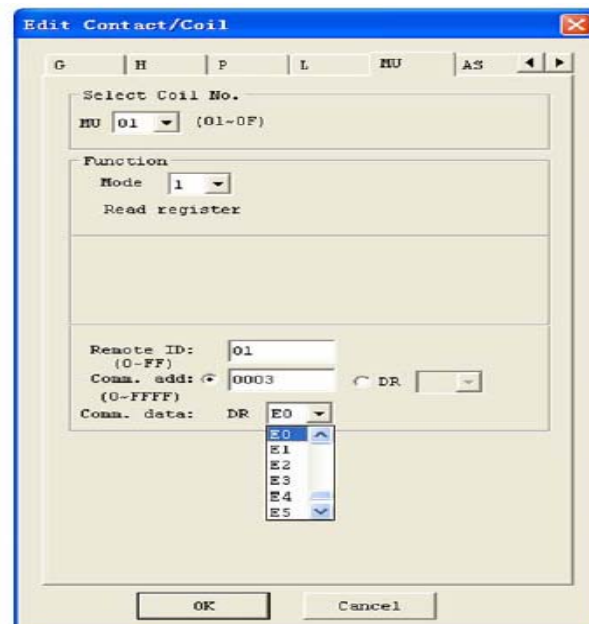 Edit Contact/Coil
G H P L MU AS
Select Coil No.
MU 01 (01~0F)
Function
Mode 1
Read register
Remote ID: 01
(0-FF)
Comm. add: 0003 DR
(0-FFFF)
Comm. data: DR E0
E0
E1
E2
E3
E4
E5
OK Cancel